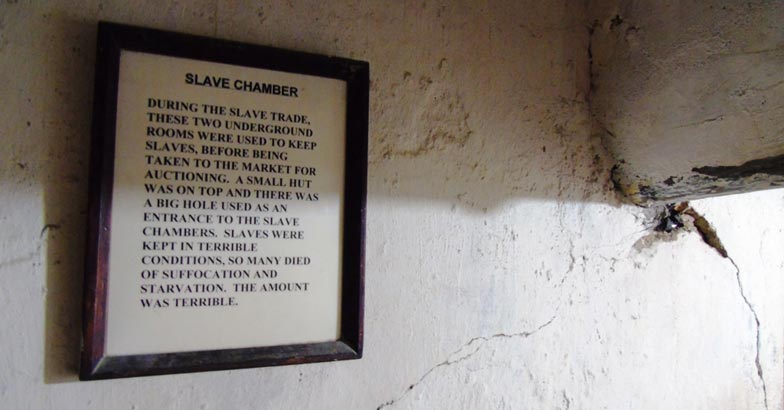 SLAVE CHAMBER
DURING THE SLAVE TRADE,
THESE TWO UNDERGROUND
ROOMS WERE USED TO KEEP
SLAVES, BEFORE BEING
TAKEN TO THE MARKET FOR
AUCTIONING. A SMALL HUT
WAS ON TOP AND THERE WAS
A BIG HOLE USED AS AN
ENTRANCE TO THE SLAVE
CHAMBERS. SLAVES WERE
KEPT IN TERRIBLE
CONDITIONS, SO MANY DIED
OF SUFFOCATION AND
STARVATION. THE AMOUNT
WAS TERRIBLE.